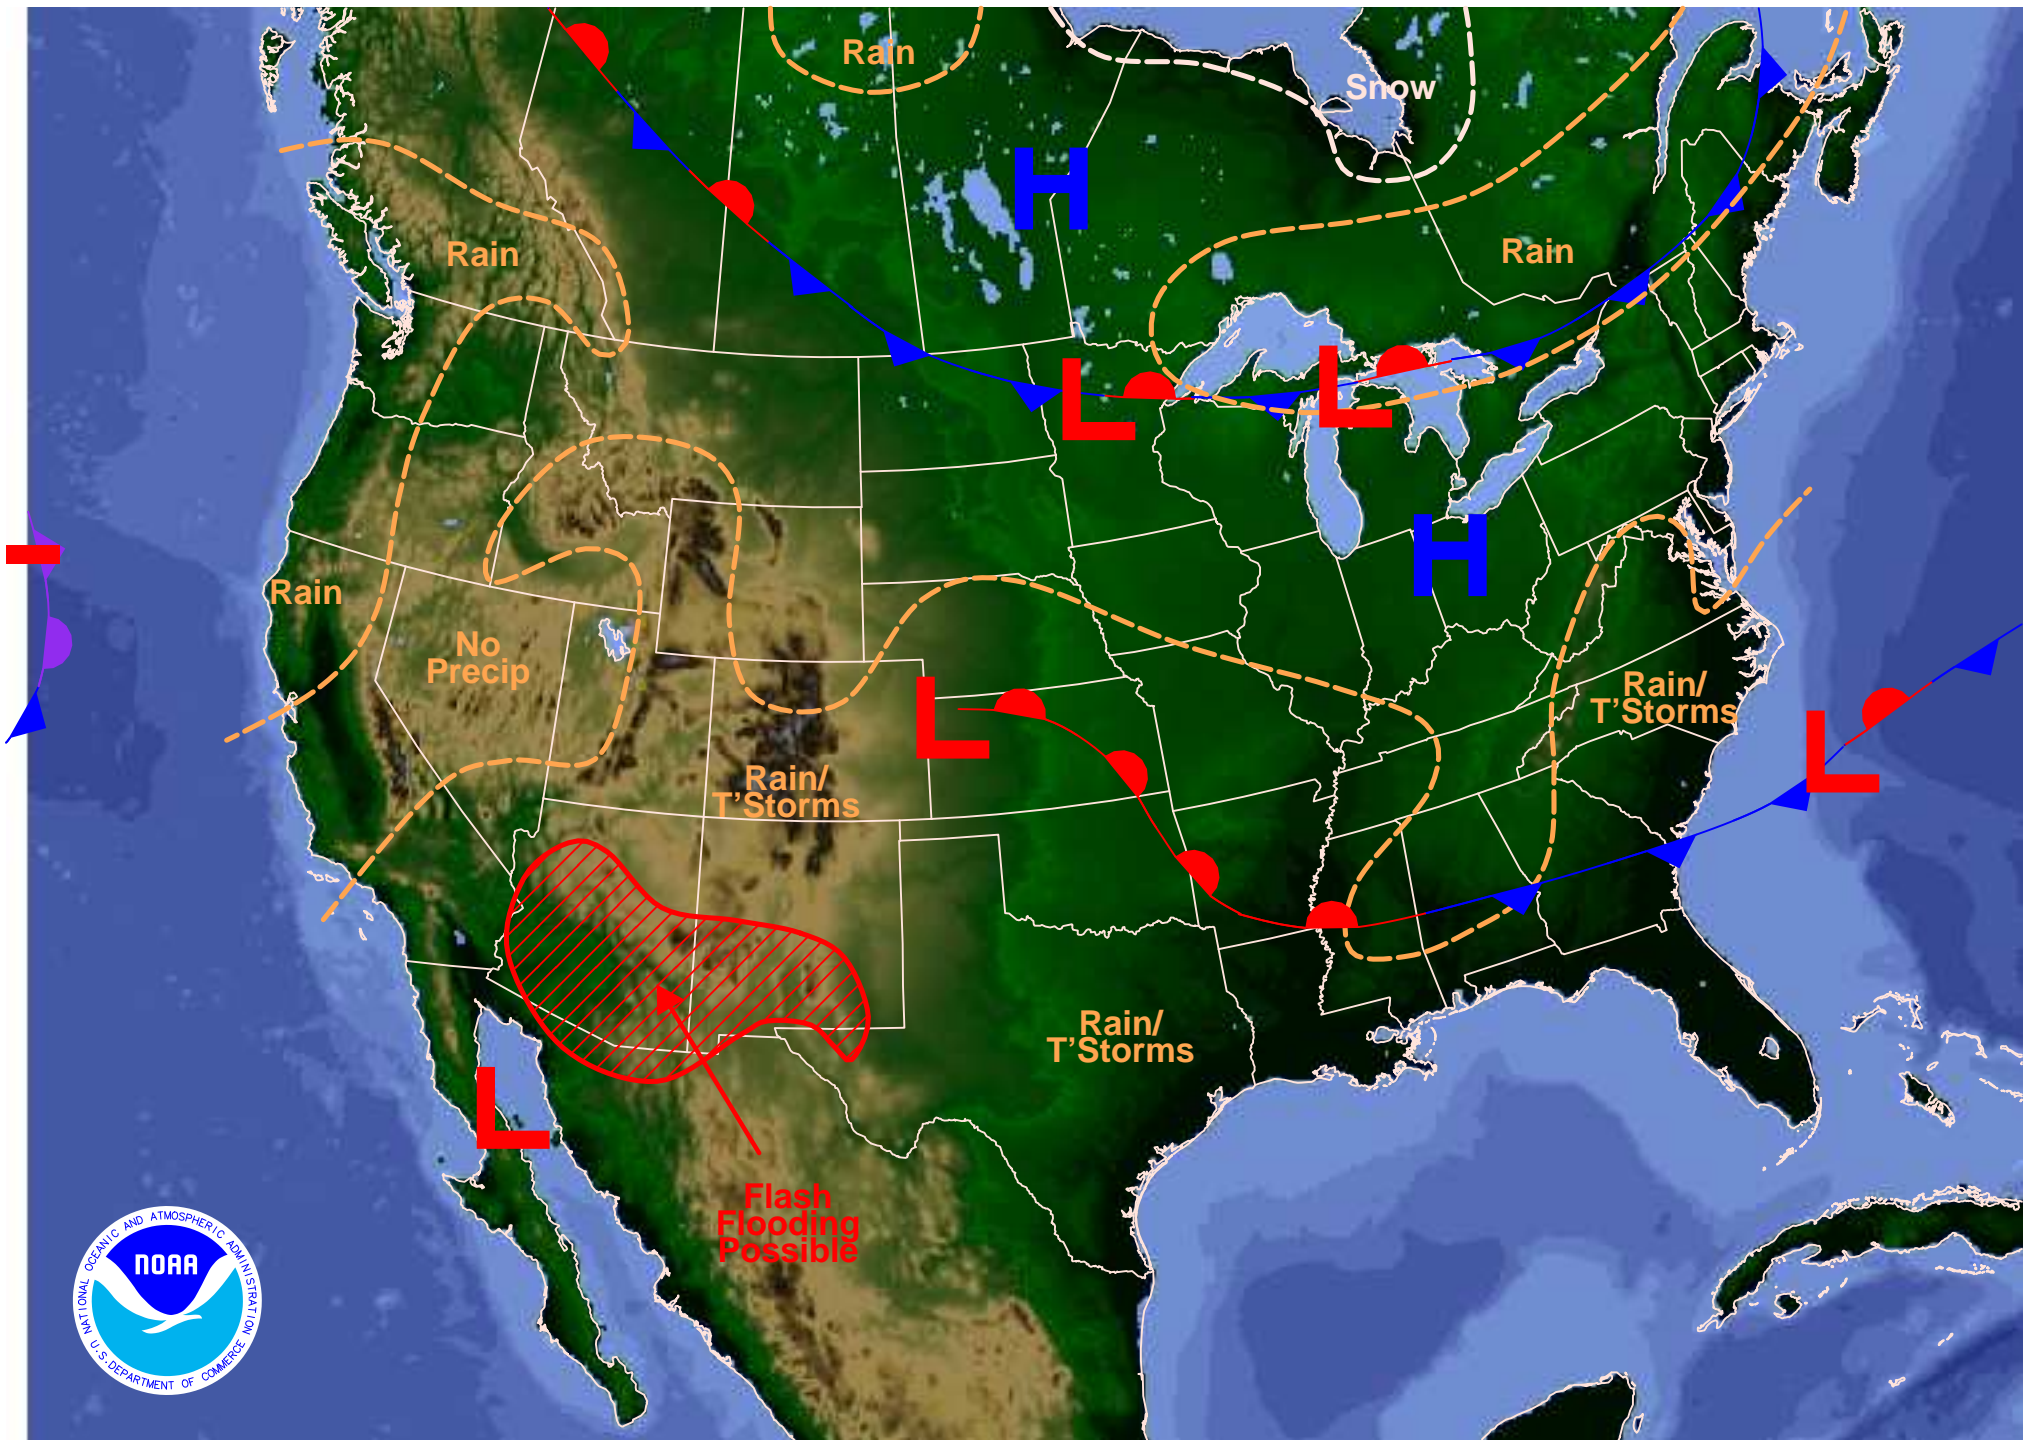 Rain
Snow
H
Rain
Rain
L
L
H
Rain
No
Precip
L
Rain/
T'Storms
L
Rain/
T'Storms
Rain/
T'Storms
L
Flash
Flooding
Possible
NATIONAL OCEANIC AND ATMOSPHERIC ADMINISTRATION
NOAA
U.S. DEPARTMENT OF COMMERCE